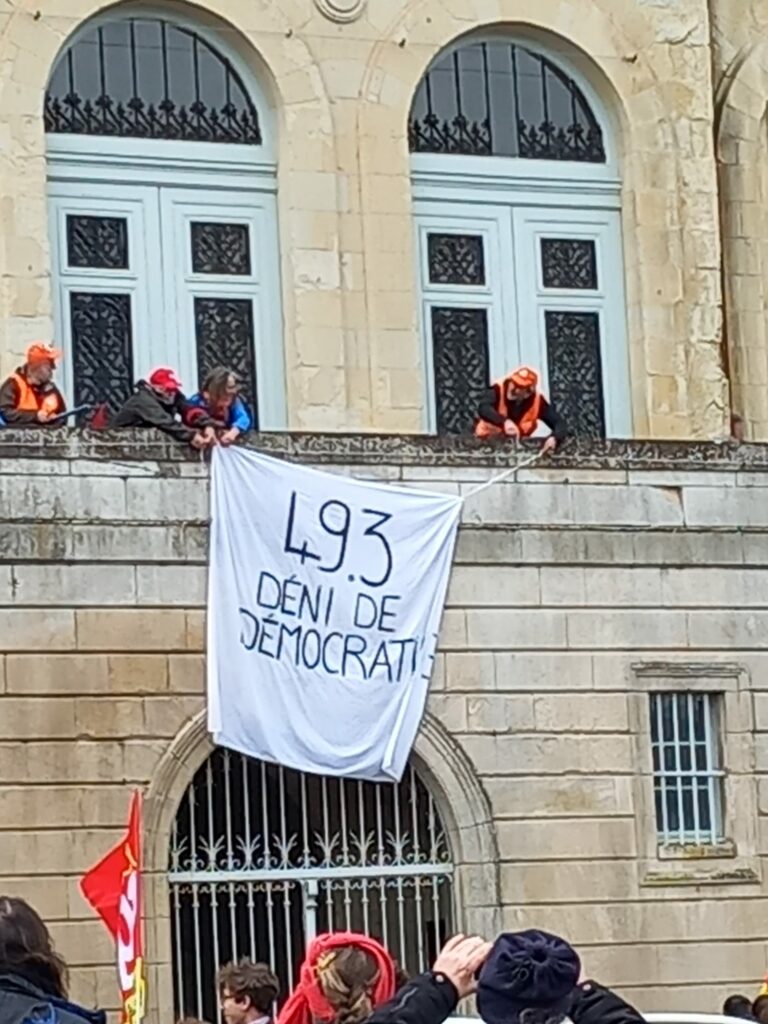 49.3
DÉNI DE
DÉMOCRATIE